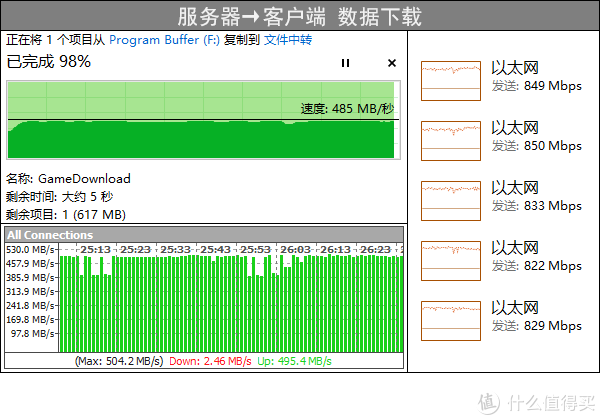 服务器→客户端 数据下载
正在将 1 个项目从 Program Buffer (F:) 复制到 文件中转
已完成 98%
速度: 485 MB/秒
名称: GameDownload
剩余时间: 大约 5 秒
剩余项目: 1 (617 MB)
All Connections
25:13 25:23 25:33 25:43 25:53 26:03 26:13 26:23 2
530.0 MB/s
457.9 MB/s
385.9 MB/s
313.9 MB/s
241.8 MB/s
169.8 MB/s
97.8 MB/s
(Max: 504.2 MB/s) Down: 2.46 MB/s Up: 495.4 MB/s
以太网
发送: 849 Mbps
以太网
发送: 850 Mbps
以太网
发送: 833 Mbps
以太网
发送: 822 Mbps
以太网
发送: 829 Mbps
值 什么值得买